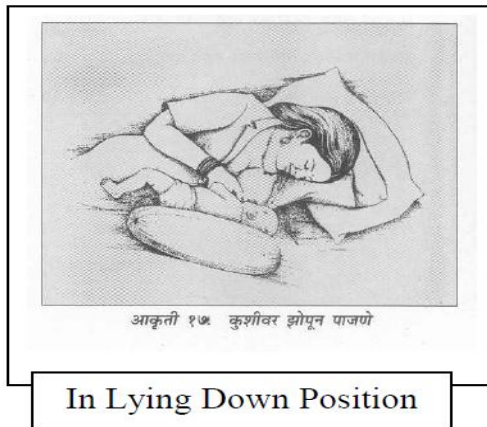 आकृती १७. कुशीवर झोपून पाजणे
In Lying Down Position